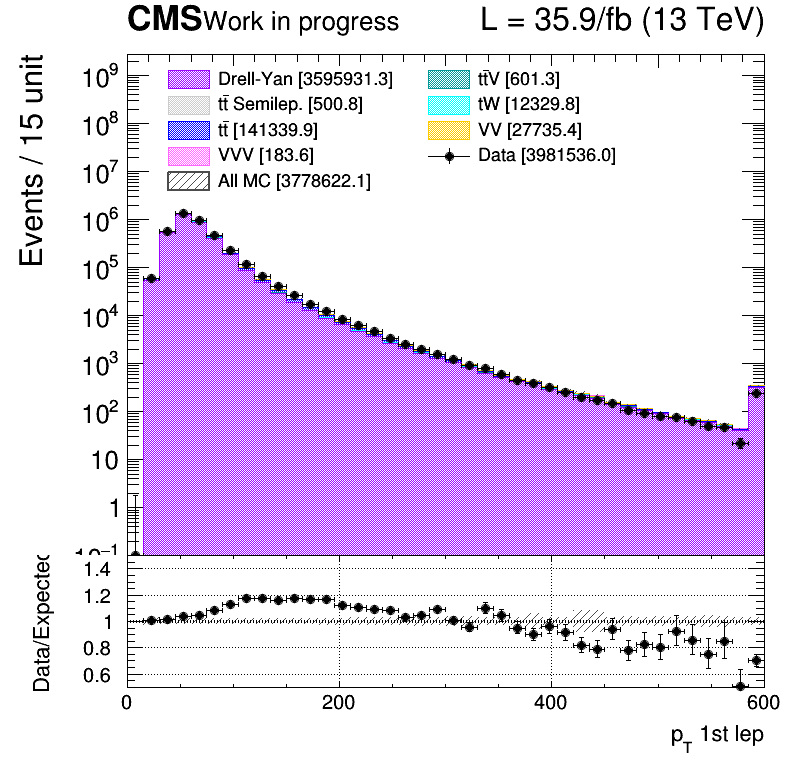 CMS Work in progress L = 35.9/fb (13 TeV)
Events / 15 unit
Drell-Yan [3595931.3] tt̄V [601.3]
tt̄ Semilep. [500.8] tW [12329.8]
tt̄ [141339.9] VV [27735.4]
VVV [183.6] Data [3981536.0]
All MC [3778622.1]
10⁹
10⁸
10⁷
10⁶
10⁵
10⁴
10³
10²
10
1
10⁻¹
Data/Expected
1.4
1.2
1
0.8
0.6
0 200 400 600
p_T 1st lep